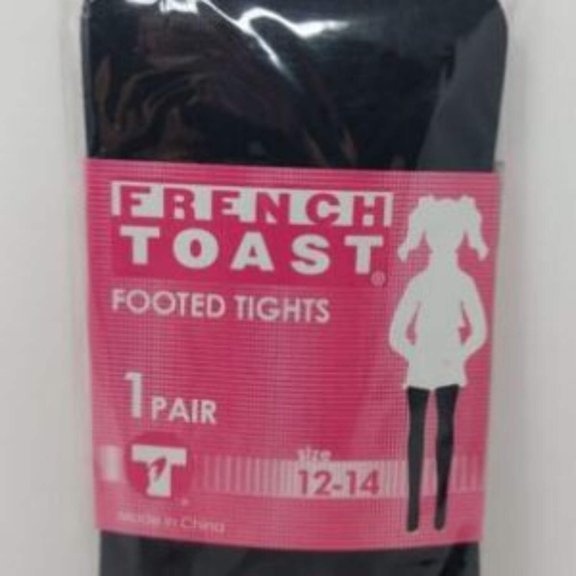 FRENCH
TOAST®
FOOTED TIGHTS
1 PAIR
T®
size
12-14
Made in China